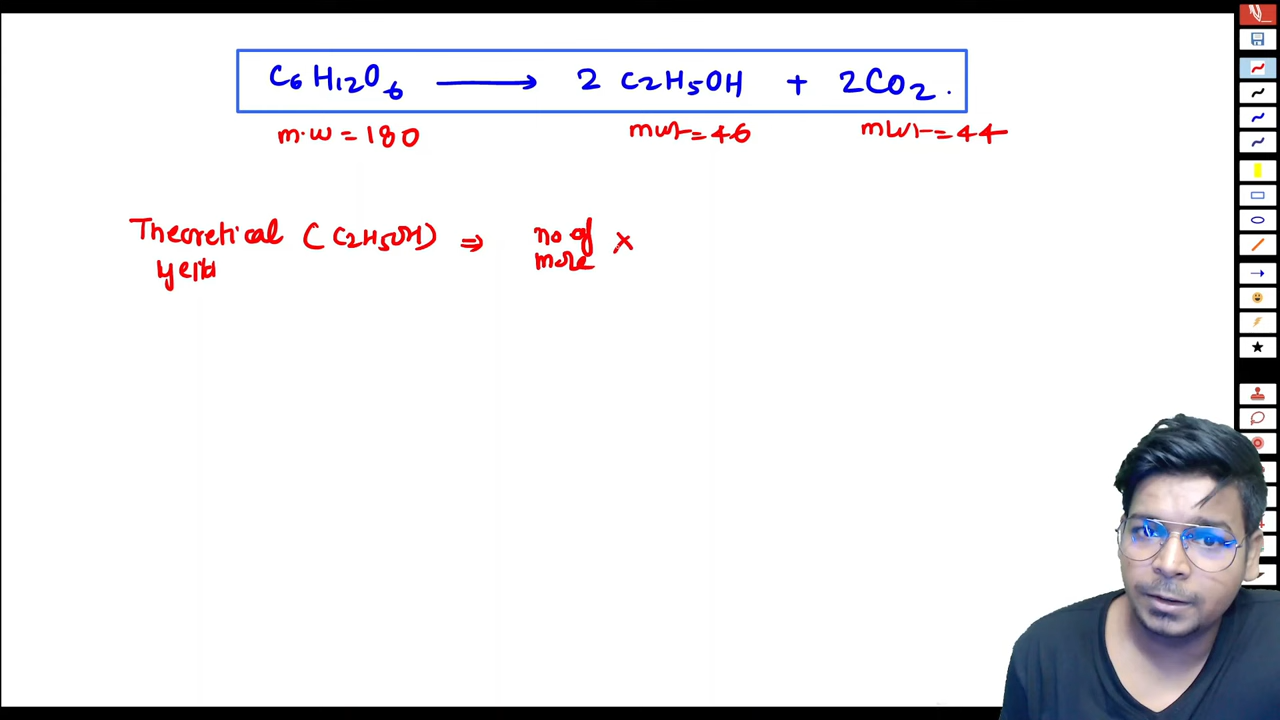 C6H12O6 ⟶ 2 C2H5OH + 2CO2.
m.w = 180 mwt = 46 mwt = 44
Theoretical (C2H5OH) ⇒ no of ×
yeild mole